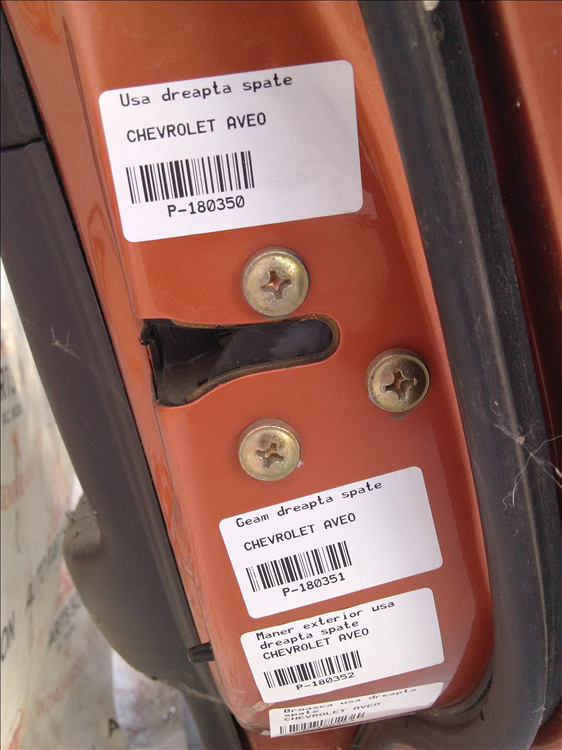 Usa dreapta spate
CHEVROLET AVEO
P-180350
Geam dreapta spate
CHEVROLET AVEO
P-180351
Maner exterior usa
dreapta spate
CHEVROLET AVEO
P-180352
Broasca usa dreapta
spate
CHEVROLET AVEO